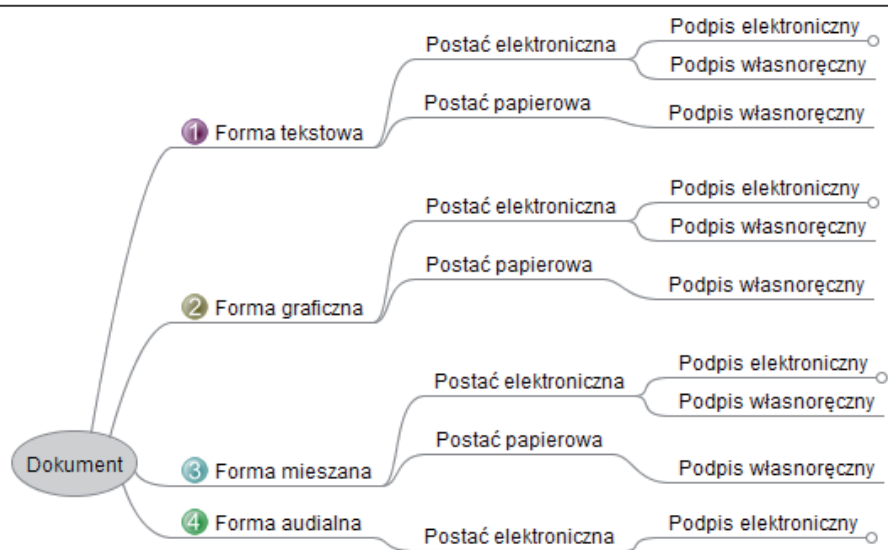 Dokument
1 Forma tekstowa
Postać elektroniczna
Podpis elektroniczny
Podpis własnoręczny
Postać papierowa
Podpis własnoręczny
2 Forma graficzna
Postać elektroniczna
Podpis elektroniczny
Podpis własnoręczny
Postać papierowa
Podpis własnoręczny
3 Forma mieszana
Postać elektroniczna
Podpis elektroniczny
Podpis własnoręczny
Postać papierowa
Podpis własnoręczny
4 Forma audialna
Postać elektroniczna
Podpis elektroniczny